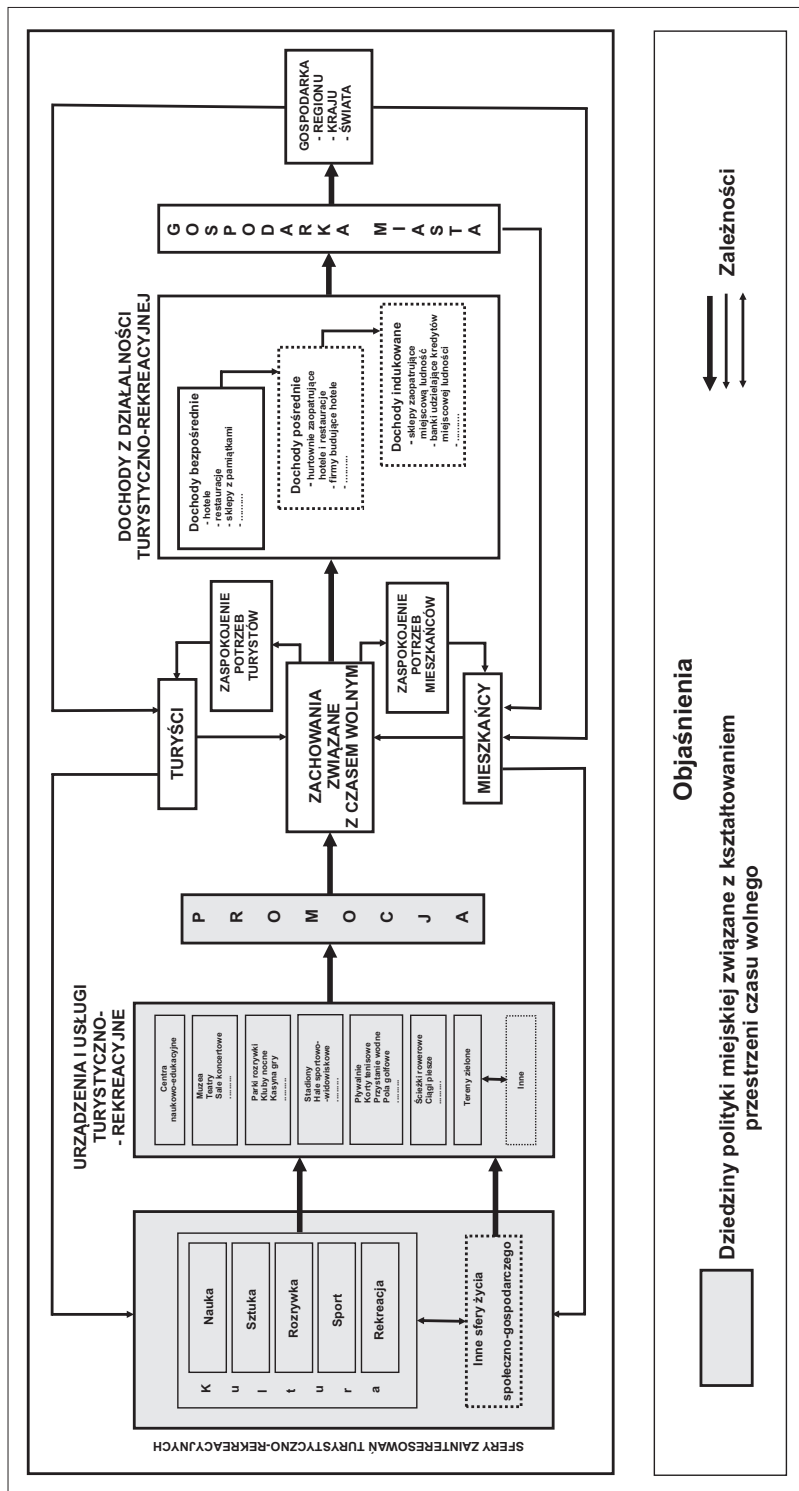 SFERY ZAINTERESOWAŃ TURYSTYCZNO-REKREACYJNYCH
Kultura
Nauka
Sztuka
Rozrywka
Sport
Rekreacja
Inne sfery życia
społeczno-gospodarczego
URZĄDZENIA I USŁUGI
TURYSTYCZNO-
- REKREACYJNE
Centra
naukowo-edukacyjne
Muzea
Teatry
Sale koncertowe
..........
Parki rozrywki
Kluby nocne
Kasyna gry
..........
Stadiony
Hale sportowo-
-widowiskowe
..........
Pływalnie
Korty tenisowe
Przystanie wodne
Pola golfowe
..........
Ścieżki rowerowe
Ciągi piesze
..........
Tereny zielone
Inne
PROMOCJA
TURYŚCI
ZASPOKOJENIE
POTRZEB
TURYSTÓW
ZACHOWANIA
ZWIĄZANE
Z CZASEM WOLNYM
ZASPOKOJENIE
POTRZEB
MIESZKAŃCÓW
MIESZKAŃCY
DOCHODY Z DZIAŁALNOŚCI
TURYSTYCZNO-REKREACYJNEJ
Dochody bezpośrednie
- hotele
- restauracje
- sklepy z pamiątkami
- ..........
Dochody pośrednie
- hurtownie zaopatrujące
hotele i restauracje
- firmy budujące hotele
- ..........
Dochody indukowane
- sklepy zaopatrujące
miejscową ludność
- banki udzielające kredytów
miejscowej ludności
- ..........
GOSPODARKA MIASTA
GOSPODARKA
- REGIONU
- KRAJU
- ŚWIATA
Objaśnienia
Dziedziny polityki miejskiej związane z kształtowaniem
przestrzeni czasu wolnego
Zależności